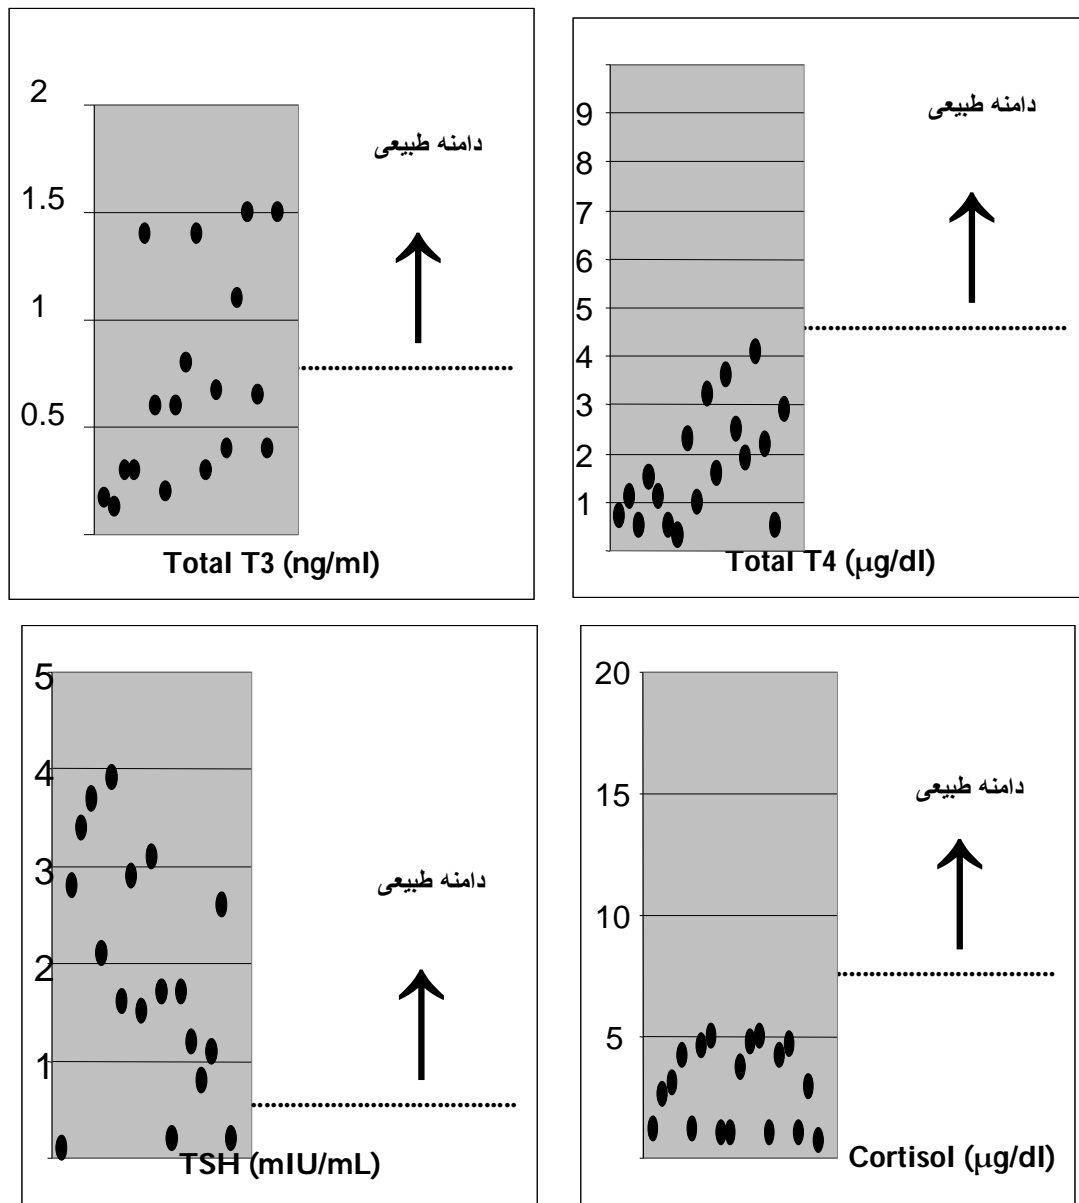 2
1.5
1
0.5
دامنه طبیعی
Total T3 (ng/ml)
9
8
7
6
5
4
3
2
1
دامنه طبیعی
Total T4 (μg/dl)
5
4
3
2
1
دامنه طبیعی
TSH (mIU/mL)
20
15
10
5
دامنه طبیعی
Cortisol (μg/dl)